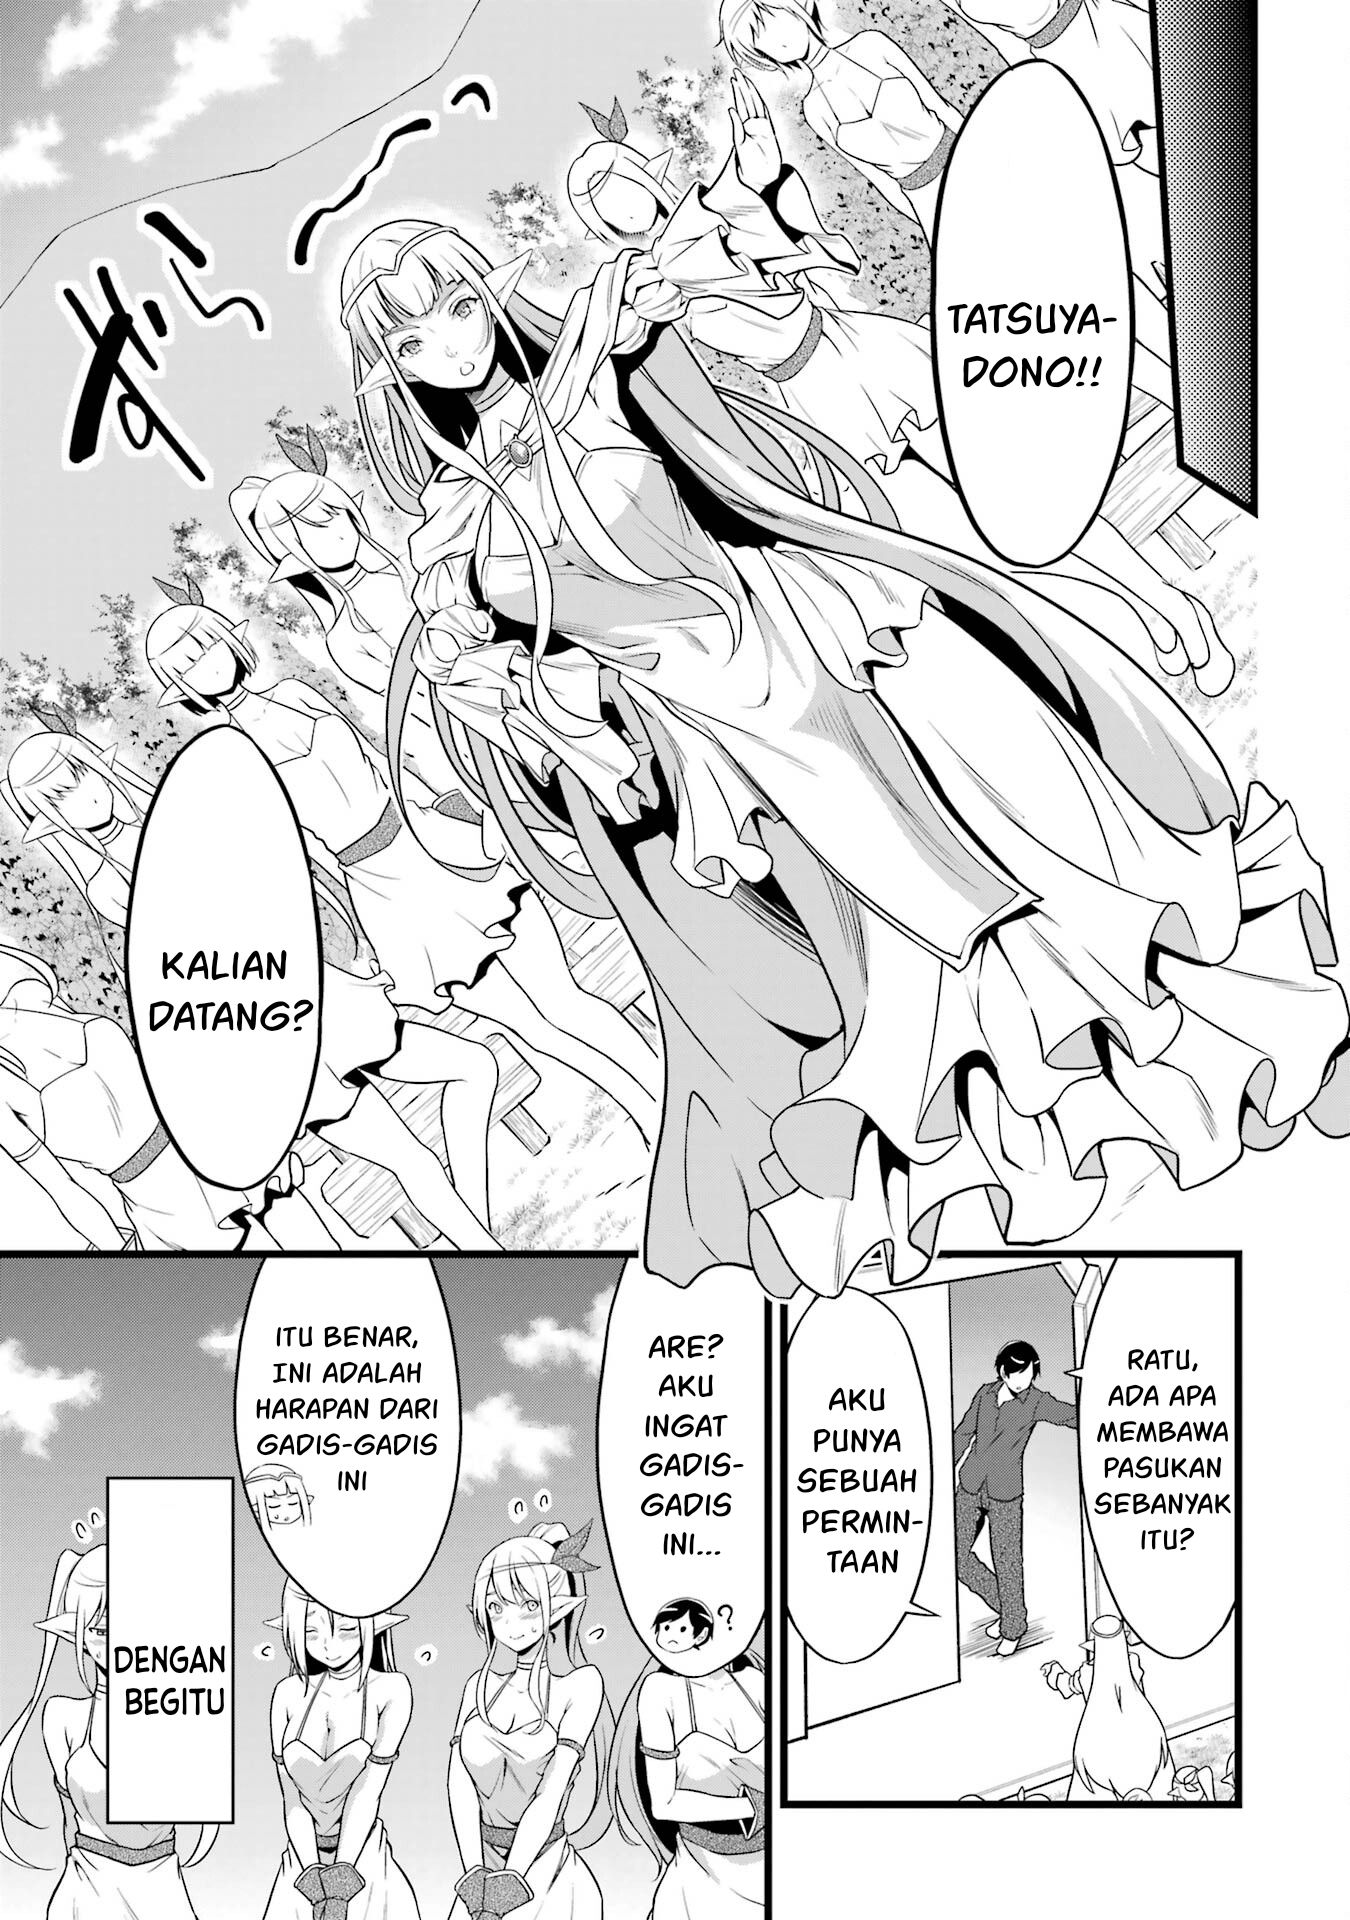 TATSUYA-
DONO!!
ずらぁ〜っ
KALIAN
DATANG?
RATU,
ADA APA
MEMBAWA
PASUKAN
SEBANYAK
ITU?
AKU
PUNYA
SEBUAH
PERMIN-
TAAN
ARE?
AKU
INGAT
GADIS-
GADIS
INI...
?
ITU BENAR,
INI ADALAH
HARAPAN DARI
GADIS-GADIS
INI
DENGAN
BEGITU